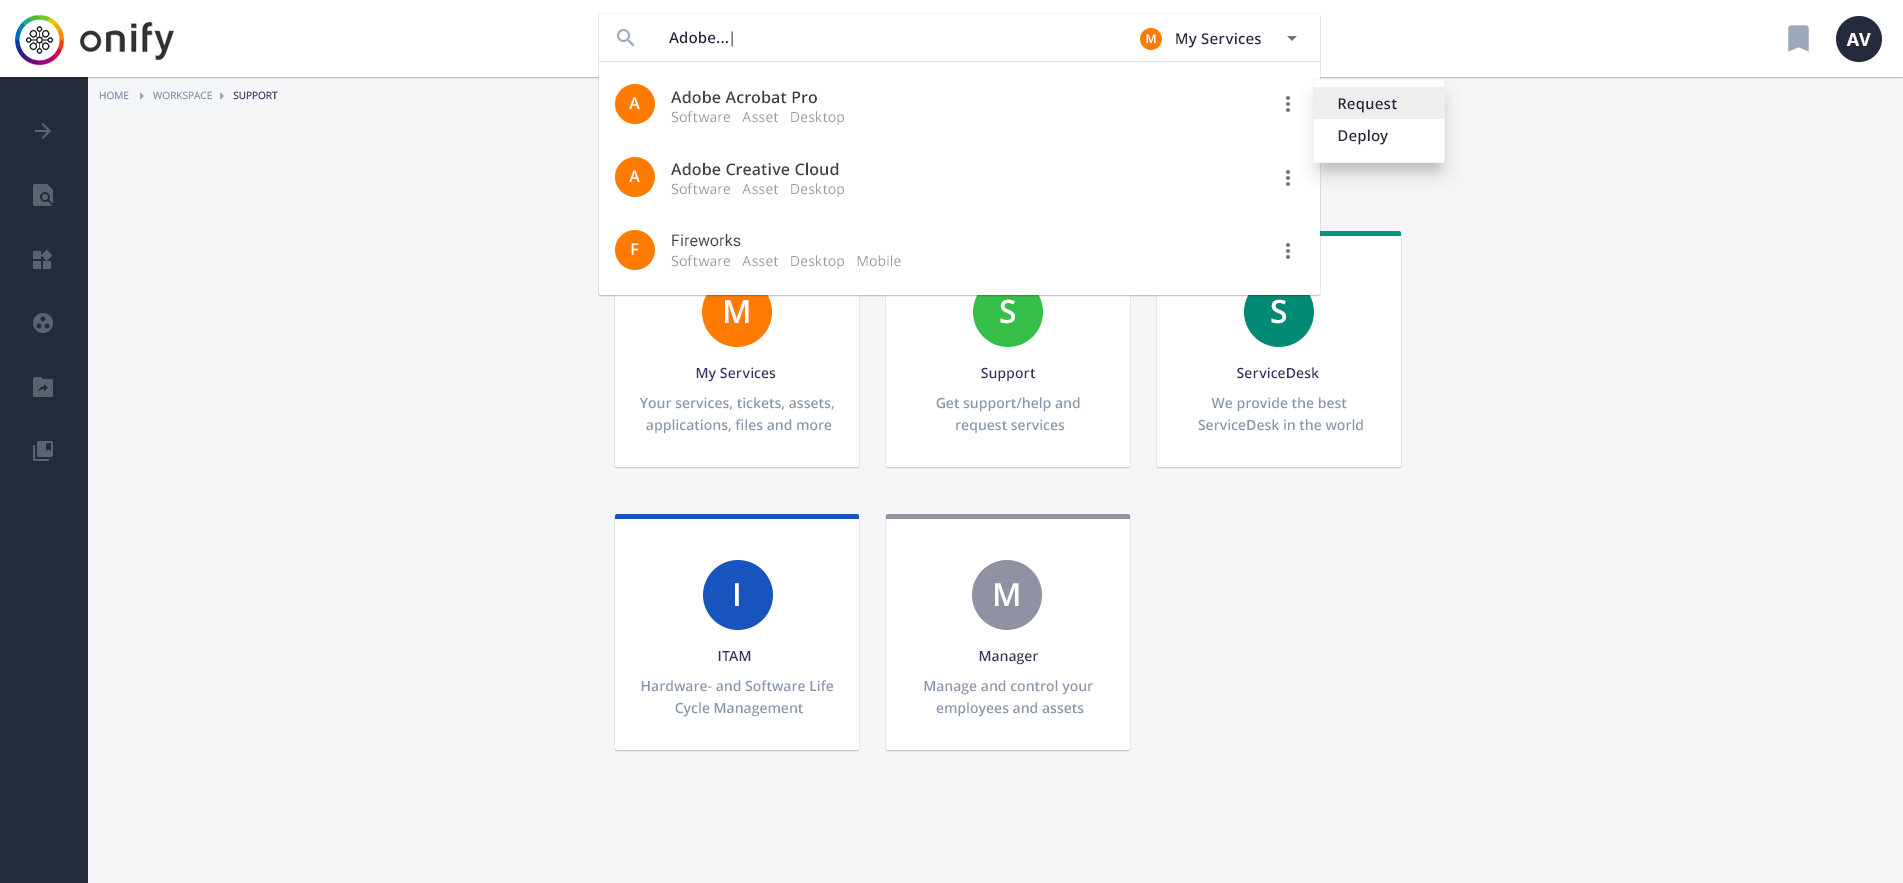 onify
Adobe...|
M My Services
AV
HOME WORKSPACE SUPPORT
A
Adobe Acrobat Pro
Software Asset Desktop
Request
Deploy
A
Adobe Creative Cloud
Software Asset Desktop
F
Fireworks
Software Asset Desktop Mobile
M
My Services
Your services, tickets, assets,
applications, files and more
S
Support
Get support/help and
request services
S
ServiceDesk
We provide the best
ServiceDesk in the world
I
ITAM
Hardware- and Software Life
Cycle Management
M
Manager
Manage and control your
employees and assets